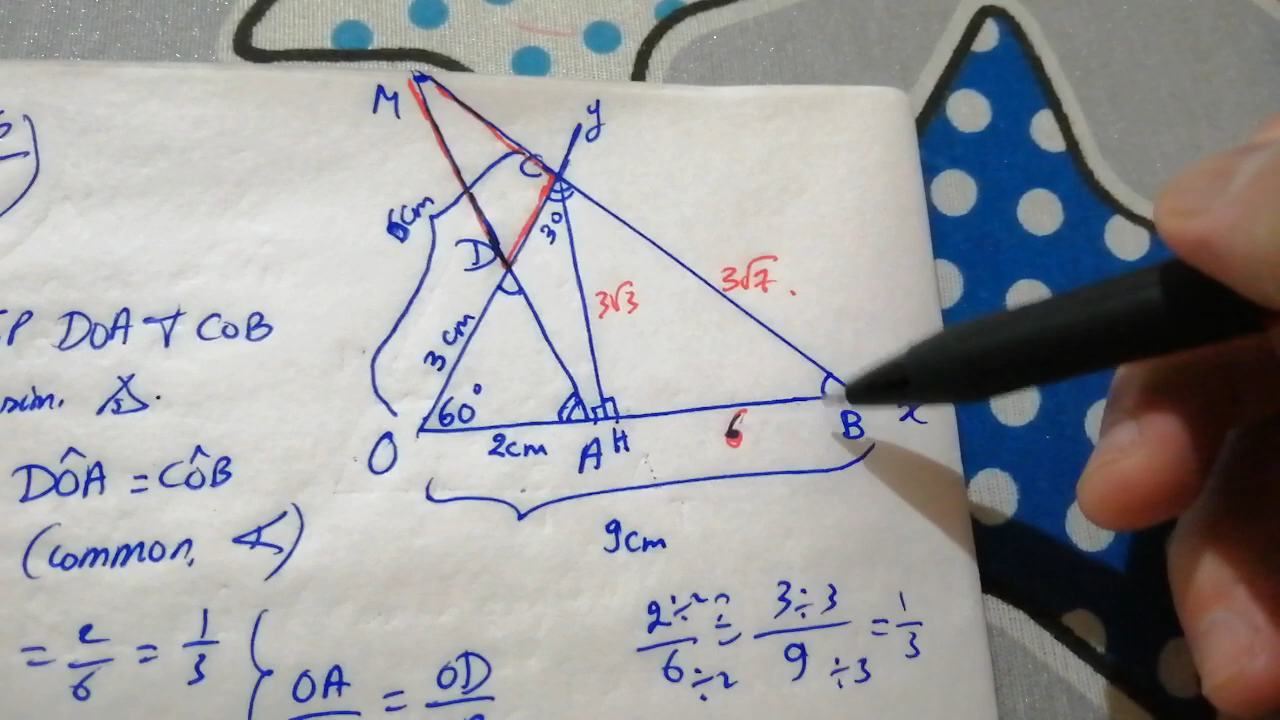 M
y
C
6cm
30
D
3√7.
3√3
3cm
DOA & COB
60°
sim.
2cm
6
O
A
H
B
x
DÔA = CÔB
9cm
(common, ∢)
= 2/6 = 1/3 {
2÷2/6÷2 = 3÷3/9÷3 = 1/3
OA = OD